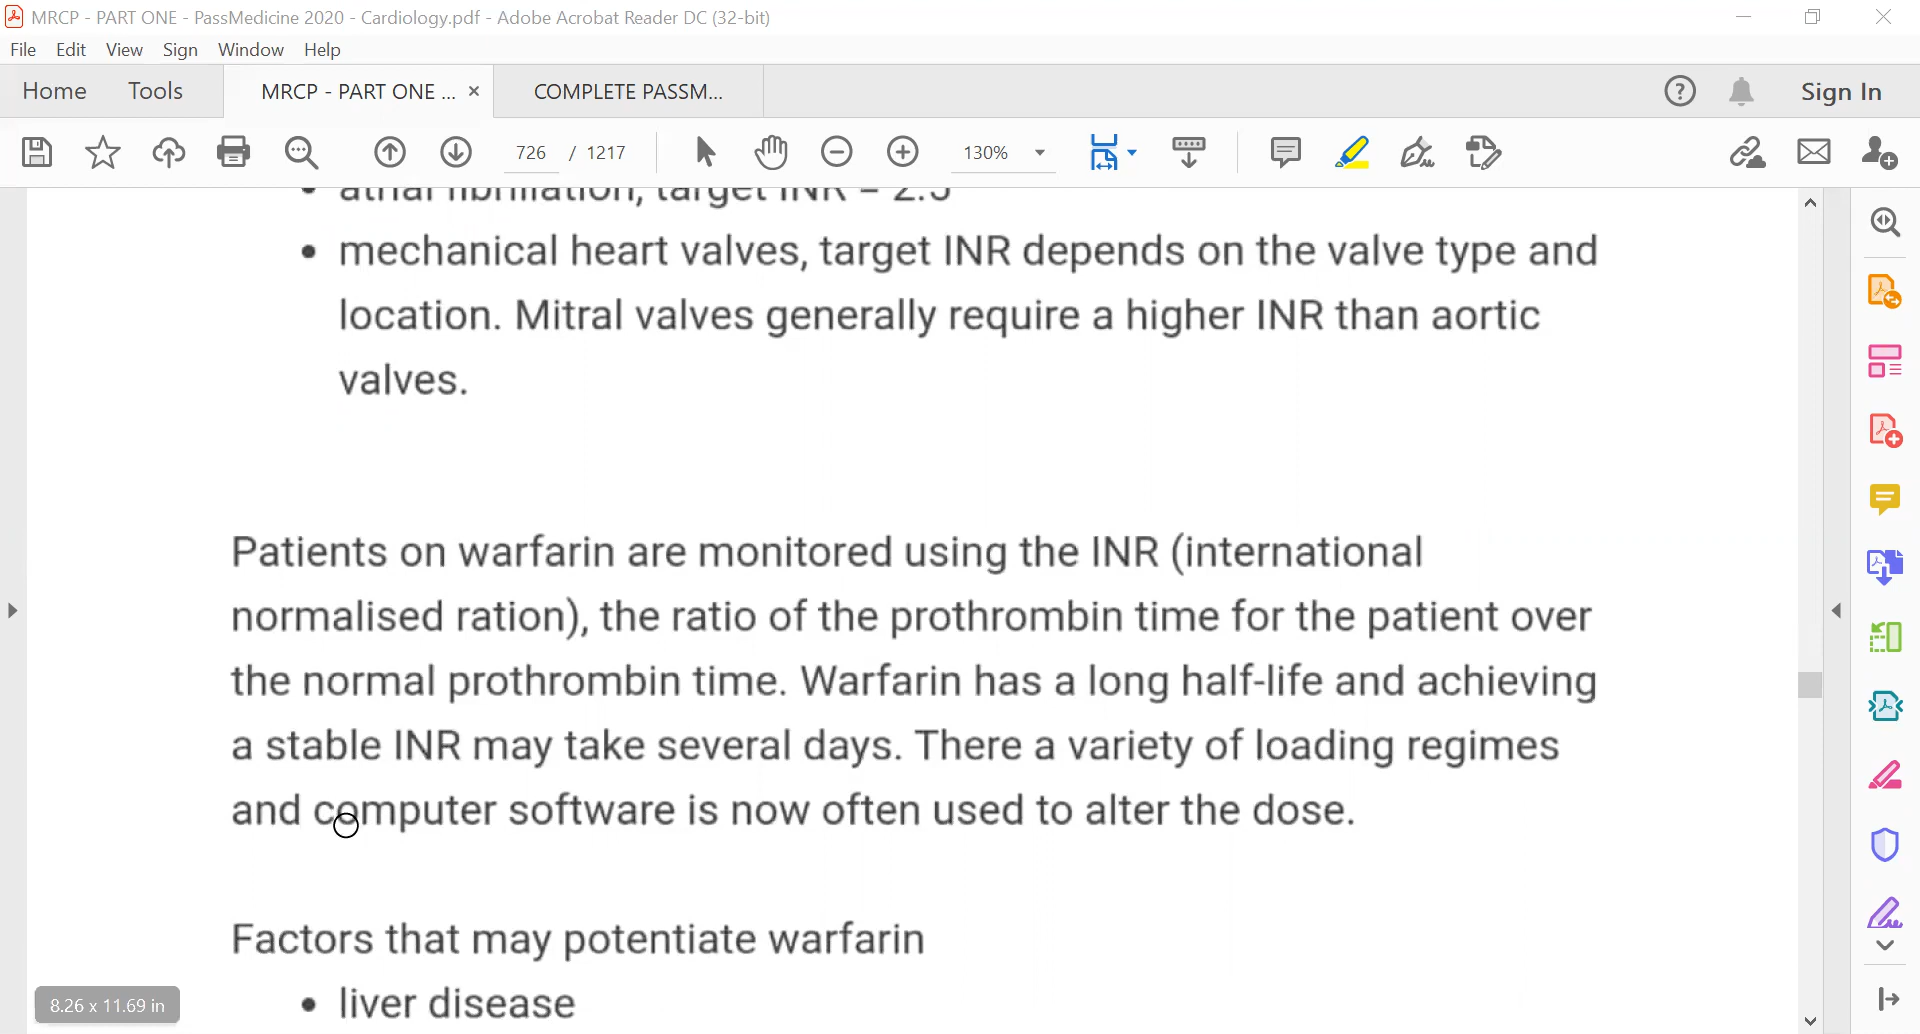 MRCP - PART ONE - PassMedicine 2020 - Cardiology.pdf - Adobe Acrobat Reader DC (32-bit)
File Edit View Sign Window Help
Home Tools MRCP - PART ONE ... × COMPLETE PASSM... Sign In
726 / 1217 130%
• atrial fibrillation, target INR = 2.5
• mechanical heart valves, target INR depends on the valve type and
location. Mitral valves generally require a higher INR than aortic
valves.
Patients on warfarin are monitored using the INR (international
normalised ration), the ratio of the prothrombin time for the patient over
the normal prothrombin time. Warfarin has a long half-life and achieving
a stable INR may take several days. There a variety of loading regimes
and computer software is now often used to alter the dose.
Factors that may potentiate warfarin
• liver disease
8.26 x 11.69 in